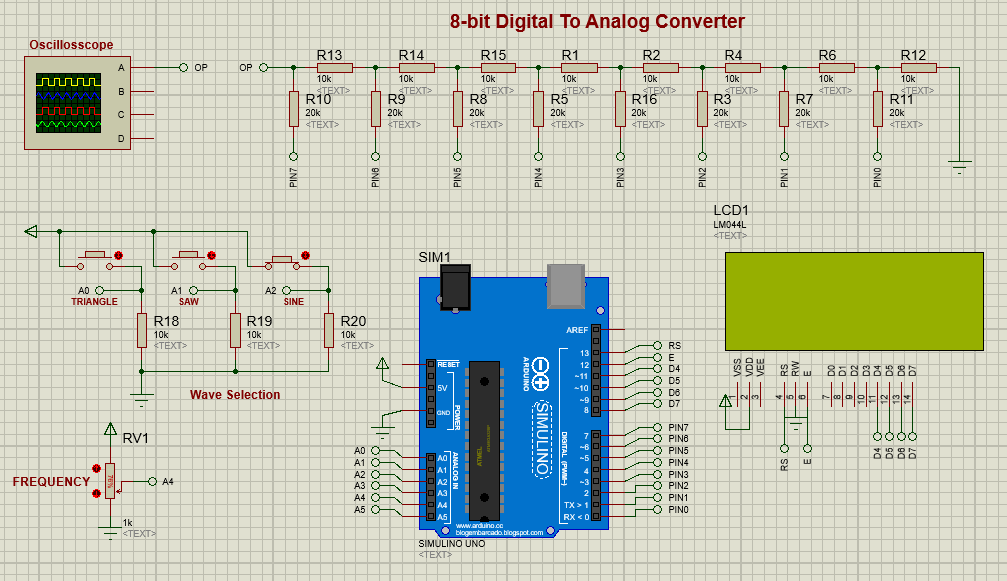 8-bit Digital To Analog Converter
Oscillosscope
A
B
C
D
OP
OP
R13
10k
<TEXT>
R14
10k
<TEXT>
R15
10k
<TEXT>
R1
10k
<TEXT>
R2
10k
<TEXT>
R4
10k
<TEXT>
R6
10k
<TEXT>
R12
10k
<TEXT>
R10
20k
<TEXT>
R9
20k
<TEXT>
R8
20k
<TEXT>
R5
20k
<TEXT>
R16
20k
<TEXT>
R3
20k
<TEXT>
R7
20k
<TEXT>
R11
20k
<TEXT>
PIN7
PIN6
PIN5
PIN4
PIN3
PIN2
PIN1
PIN0
A0
TRIANGLE
A1
SAW
A2
SINE
R18
10k
<TEXT>
R19
10k
<TEXT>
R20
10k
<TEXT>
Wave Selection
RV1
FREQUENCY
A4
1k
<TEXT>
SIM1
AREF
RESET
5V
GND
POWER
A0
A1
A2
A3
A4
A5
ANALOG IN
A0
A1
A2
A3
A4
A5
ARDUINO
SIMULINO
ATMEL
DIGITAL (PWM~)
13
12
~11
~10
~9
8
7
~6
~5
4
~3
2
TX > 1
RX < 0
RS
E
D4
D5
D6
D7
PIN7
PIN6
PIN5
PIN4
PIN3
PIN2
PIN1
PIN0
www.arduino.cc
blogembarcado.blogspot.com
SIMULINO UNO
<TEXT>
LCD1
LM044L
<TEXT>
VSS
VDD
VEE
RS
RW
E
D0
D1
D2
D3
D4
D5
D6
D7
1
2
3
4
5
6
7
8
9
10
11
12
13
14
RS
E
D4
D5
D6
D7